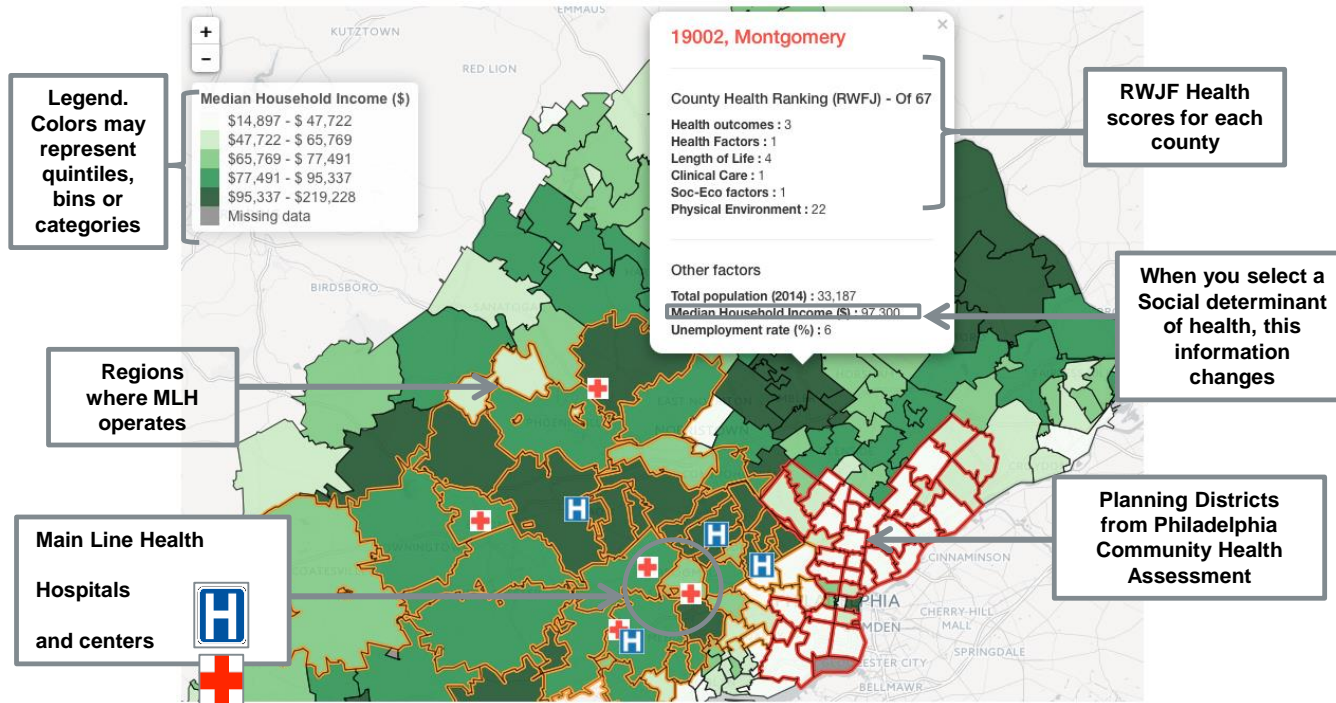 EMMAUS
KUTZTOWN
RED LION
+
−
Legend.
Colors may
represent
quintiles,
bins or
categories
Median Household Income ($)
$14,897 - $ 47,722
$47,722 - $ 65,769
$65,769 - $ 77,491
$77,491 - $ 95,337
$95,337 - $219,228
Missing data
×
19002, Montgomery
County Health Ranking (RWFJ) - Of 67
Health outcomes : 3
Health Factors : 1
Length of Life : 4
Clinical Care : 1
Soc-Eco factors : 1
Physical Environment : 22
Other factors
Total population (2014) : 33,187
Median Household Income ($) : 97,300
Unemployment rate (%) : 6
RWJF Health
scores for each
county
When you select a
Social determinant
of health, this
information
changes
BIRDSBORO
Regions
where MLH
operates
Planning Districts
from Philadelphia
Community Health
Assessment
Main Line Health
Hospitals
and centers
H
H
H
H
H
NORRISTOWN
CINNAMINSON
PHIA
MDEN
CHERRY HILL
MALL
SPRINGDALE
ESTER CITY
BELLMAWR